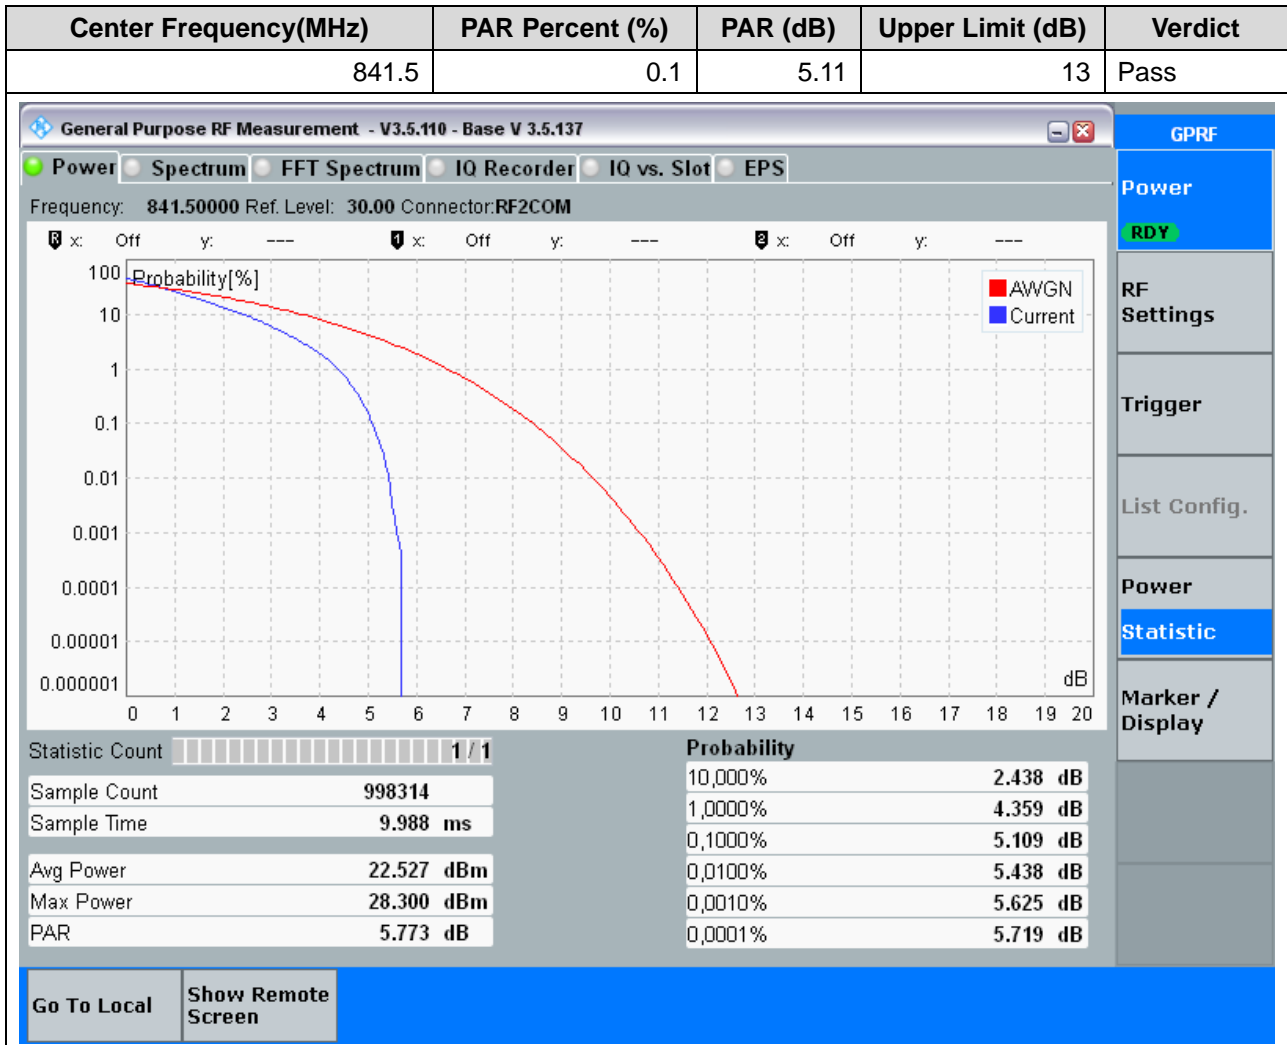 Center Frequency(MHz) PAR Percent (%) PAR (dB) Upper Limit (dB) Verdict
841.5 0.1 5.11 13 Pass
General Purpose RF Measurement - V3.5.110 - Base V 3.5.137
GPRF
Power Spectrum FFT Spectrum IQ Recorder IQ vs. Slot EPS
Frequency: 841.50000 Ref. Level: 30.00 Connector:RF2COM
R x: Off y: --- 1 x: Off y: --- 2 x: Off y: ---
Probability[%]
AWGN
Current
100
10
1
0.1
0.01
0.001
0.0001
0.00001
0.000001
dB
0 1 2 3 4 5 6 7 8 9 10 11 12 13 14 15 16 17 18 19 20
Statistic Count 1 / 1
Sample Count 998314
Sample Time 9.988 ms
Avg Power 22.527 dBm
Max Power 28.300 dBm
PAR 5.773 dB
Probability
10,000% 2.438 dB
1,0000% 4.359 dB
0,1000% 5.109 dB
0,0100% 5.438 dB
0,0010% 5.625 dB
0,0001% 5.719 dB
Power
RDY
RF
Settings
Trigger
List Config.
Power
Statistic
Marker /
Display
Go To Local
Show Remote
Screen